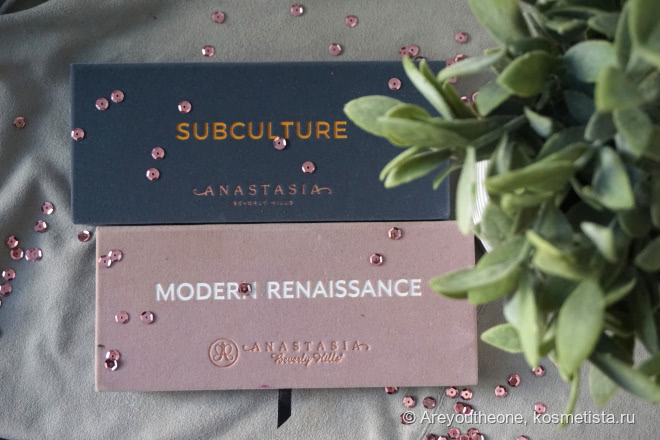 SUBCULTURE
ANASTASIA
BEVERLY HILLS
MODERN RENAISSANCE
ANASTASIA
Beverly Hills
© Areyoutheone, kosmetista.ru